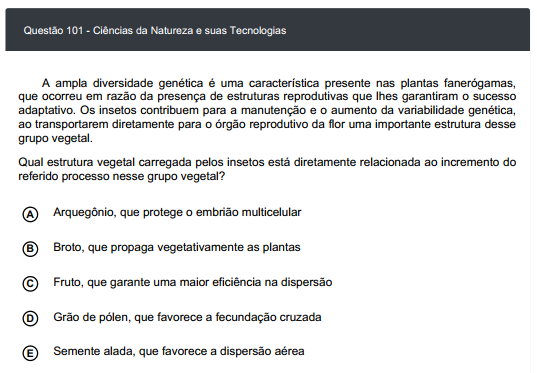 Questão 101 - Ciências da Natureza e suas Tecnologias
A ampla diversidade genética é uma característica presente nas plantas fanerógamas,
que ocorreu em razão da presença de estruturas reprodutivas que lhes garantiram o sucesso
adaptativo. Os insetos contribuem para a manutenção e o aumento da variabilidade genética,
ao transportarem diretamente para o órgão reprodutivo da flor uma importante estrutura desse
grupo vegetal.
Qual estrutura vegetal carregada pelos insetos está diretamente relacionada ao incremento do
referido processo nesse grupo vegetal?
A Arquegônio, que protege o embrião multicelular
B Broto, que propaga vegetativamente as plantas
C Fruto, que garante uma maior eficiência na dispersão
D Grão de pólen, que favorece a fecundação cruzada
E Semente alada, que favorece a dispersão aérea